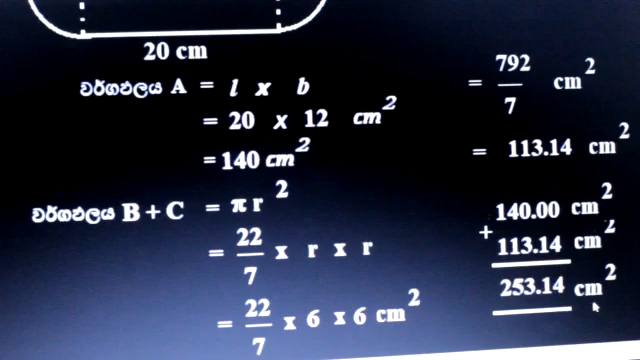 20 cm
වර්ගඵලය A = l x b
= 20 x 12 cm²
= 140 cm²
වර්ගඵලය B + C = π r²
= 22/7 x r x r
= 22/7 x 6 x 6 cm²
= 792/7 cm²
= 113.14 cm²
140.00 cm²
+ 113.14 cm²
253.14 cm²